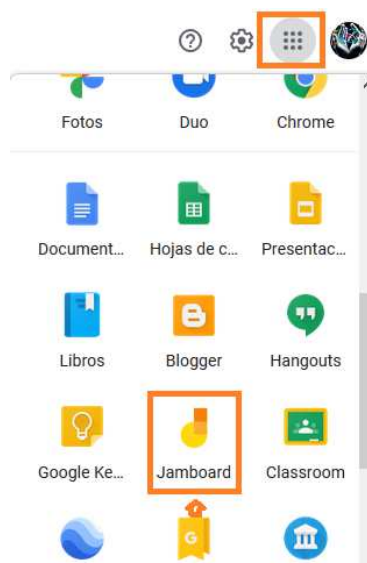 Fotos Duo Chrome
Document... Hojas de c... Presentac...
Libros Blogger Hangouts
Google Ke... Jamboard Classroom
G